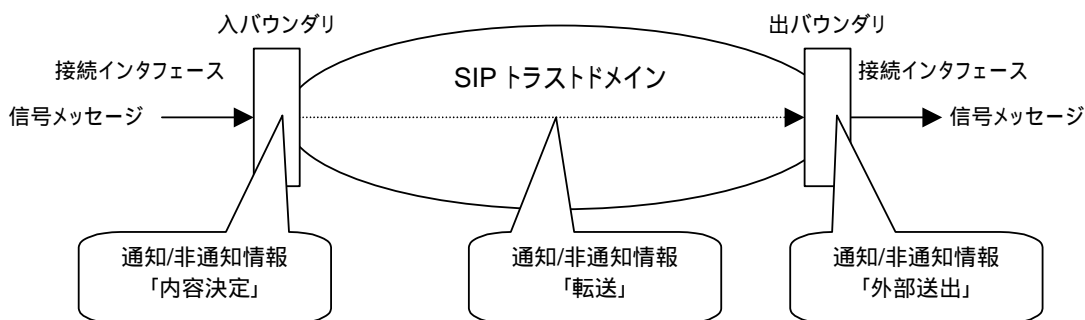 入バウンダリ
出バウンダリ
接続インタフェース
SIP トラストドメイン
接続インタフェース
信号メッセージ
信号メッセージ
通知/非通知情報
「内容決定」
通知/非通知情報
「転送」
通知/非通知情報
「外部送出」